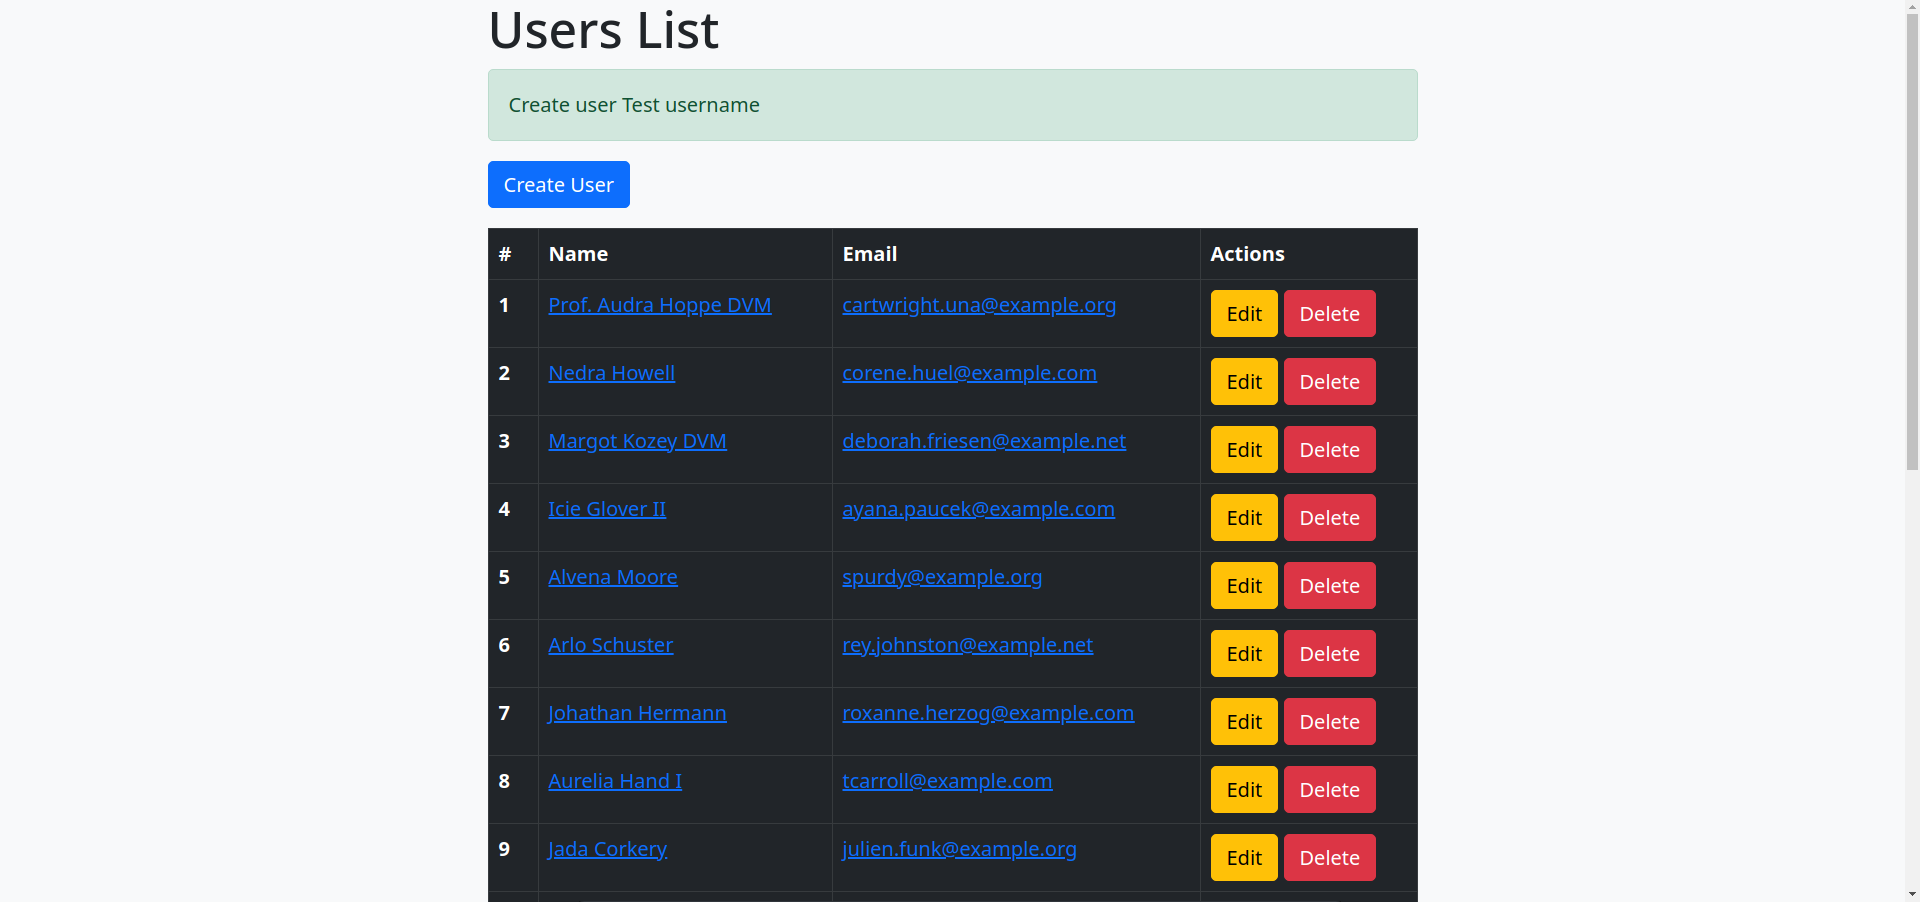 Users List
Create user Test username
Create User
# Name Email Actions
1 Prof. Audra Hoppe DVM cartwright.una@example.org Edit Delete
2 Nedra Howell corene.huel@example.com Edit Delete
3 Margot Kozey DVM deborah.friesen@example.net Edit Delete
4 Icie Glover II ayana.paucek@example.com Edit Delete
5 Alvena Moore spurdy@example.org Edit Delete
6 Arlo Schuster rey.johnston@example.net Edit Delete
7 Johathan Hermann roxanne.herzog@example.com Edit Delete
8 Aurelia Hand I tcarroll@example.com Edit Delete
9 Jada Corkery julien.funk@example.org Edit Delete